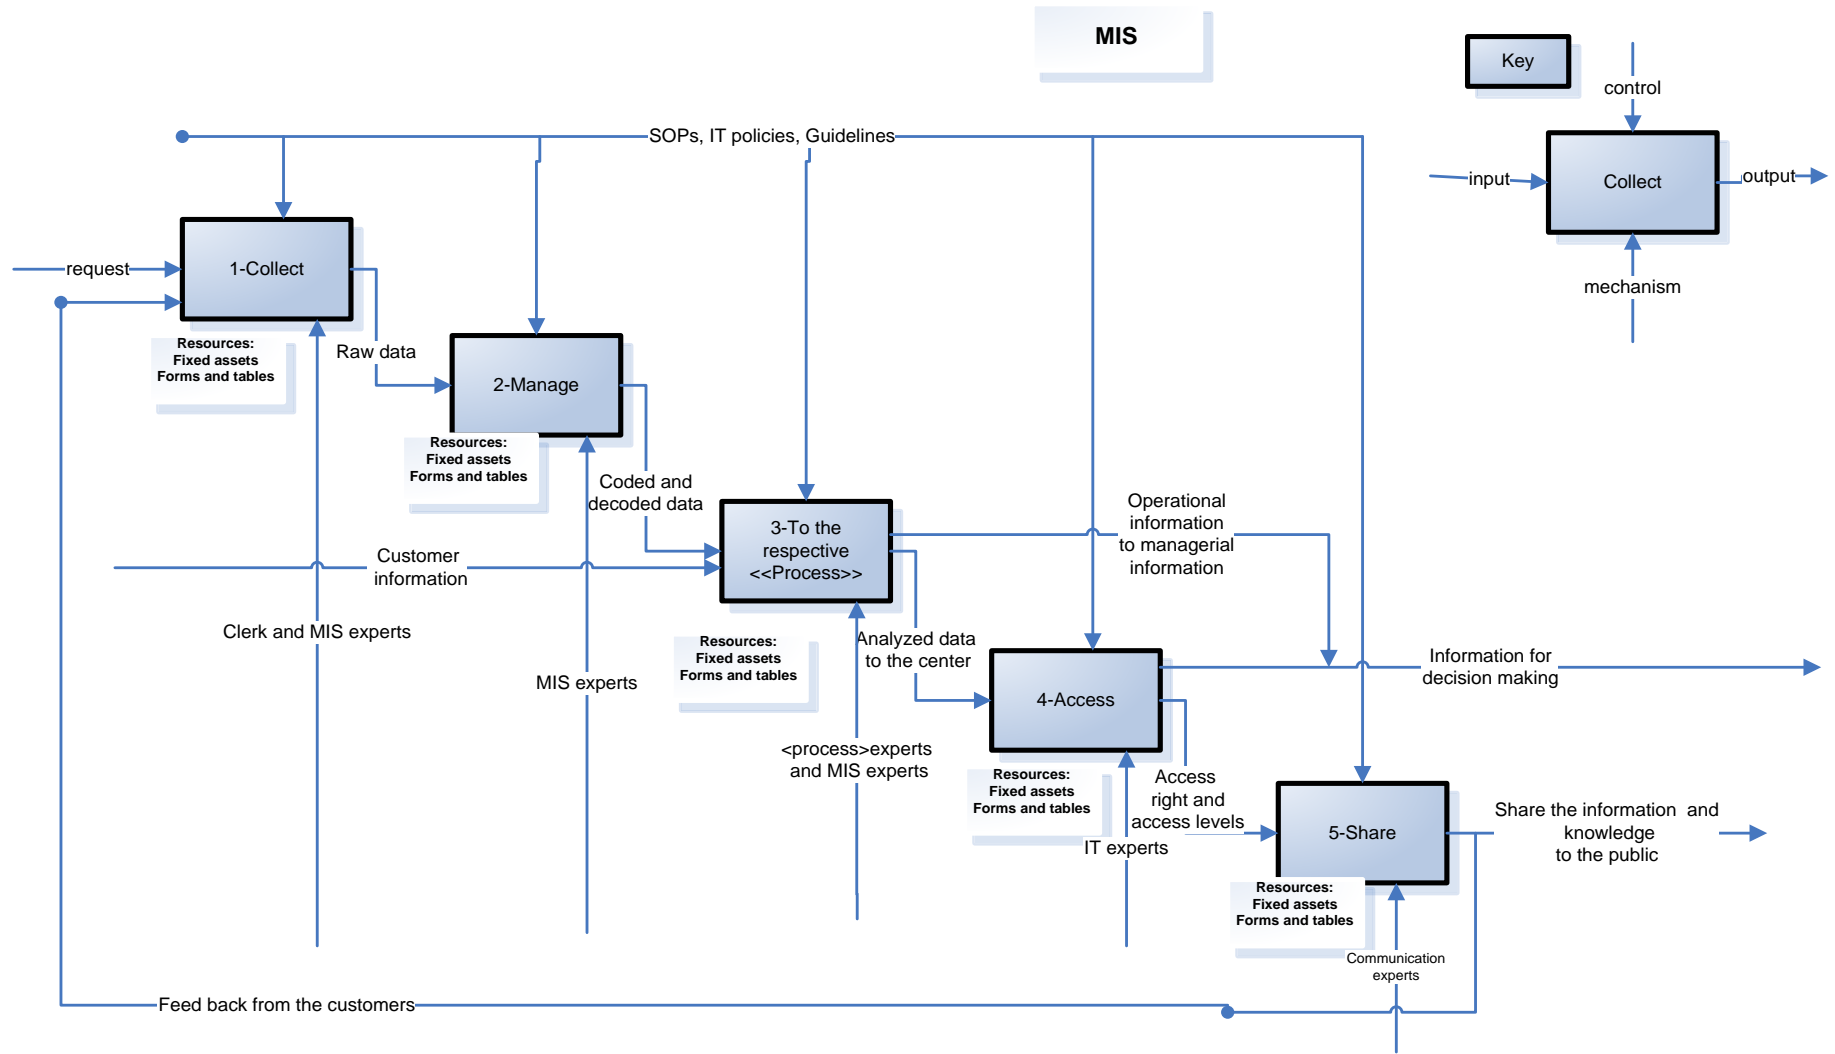 MIS
Key
control
input
Collect
output
mechanism
SOPs, IT policies, Guidelines
request
1-Collect
Resources:
Fixed assets
Forms and tables
Raw data
2-Manage
Resources:
Fixed assets
Forms and tables
Coded and
decoded data
Customer
information
3-To the
respective
<<Process>>
Operational
information
to managerial
information
Clerk and MIS experts
Resources:
Fixed assets
Forms and tables
Analyzed data
to the center
MIS experts
4-Access
Information for
decision making
<process>experts
and MIS experts
Resources:
Fixed assets
Forms and tables
Access
right and
access levels
IT experts
5-Share
Share the information and
knowledge
to the public
Resources:
Fixed assets
Forms and tables
Communication
experts
Feed back from the customers